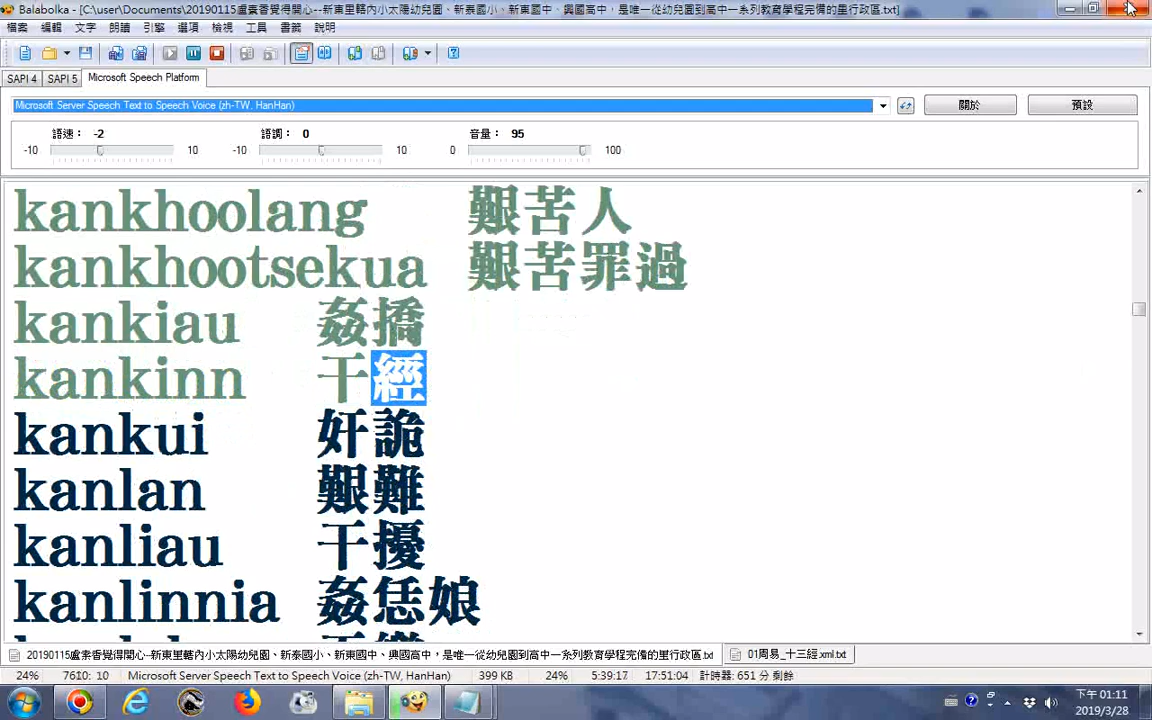 Balabolka - [C:\user\Documents\20190115盧素香覺得開心--新東里轄內小太陽幼兒園、新泰國小、新東國中、興國高中，是唯一從幼兒園到高中一系列教育學程完備的里行政區.txt]
檔案 編輯 文字 朗讀 引擎 選項 檢視 工具 書籤 說明
SAPI 4 SAPI 5 Microsoft Speech Platform
Microsoft Server Speech Text to Speech Voice (zh-TW, HanHan) 關於 預設
語速： -2 語調： 0 音量： 95
-10 10 -10 10 0 100
kankhoolang 艱苦人
kankhootsekua 艱苦罪過
kankiau 姦撟
kankinn 干經
kankui 奸詭
kanlan 艱難
kanliau 干擾
kanlinnia 姦恁娘
20190115盧素香覺得開心--新東里轄內小太陽幼兒園、新泰國小、新東國中、興國高中，是唯一從幼兒園到高中一系列教育學程完備的里行政區.txt 01周易_十三經.xml.txt
24% 7610: 10 Microsoft Server Speech Text to Speech Voice (zh-TW, HanHan) 399 KB 24% 5:39:17 17:51:04 計時器: 651 分 剩餘
下午 01:11
2019/3/28